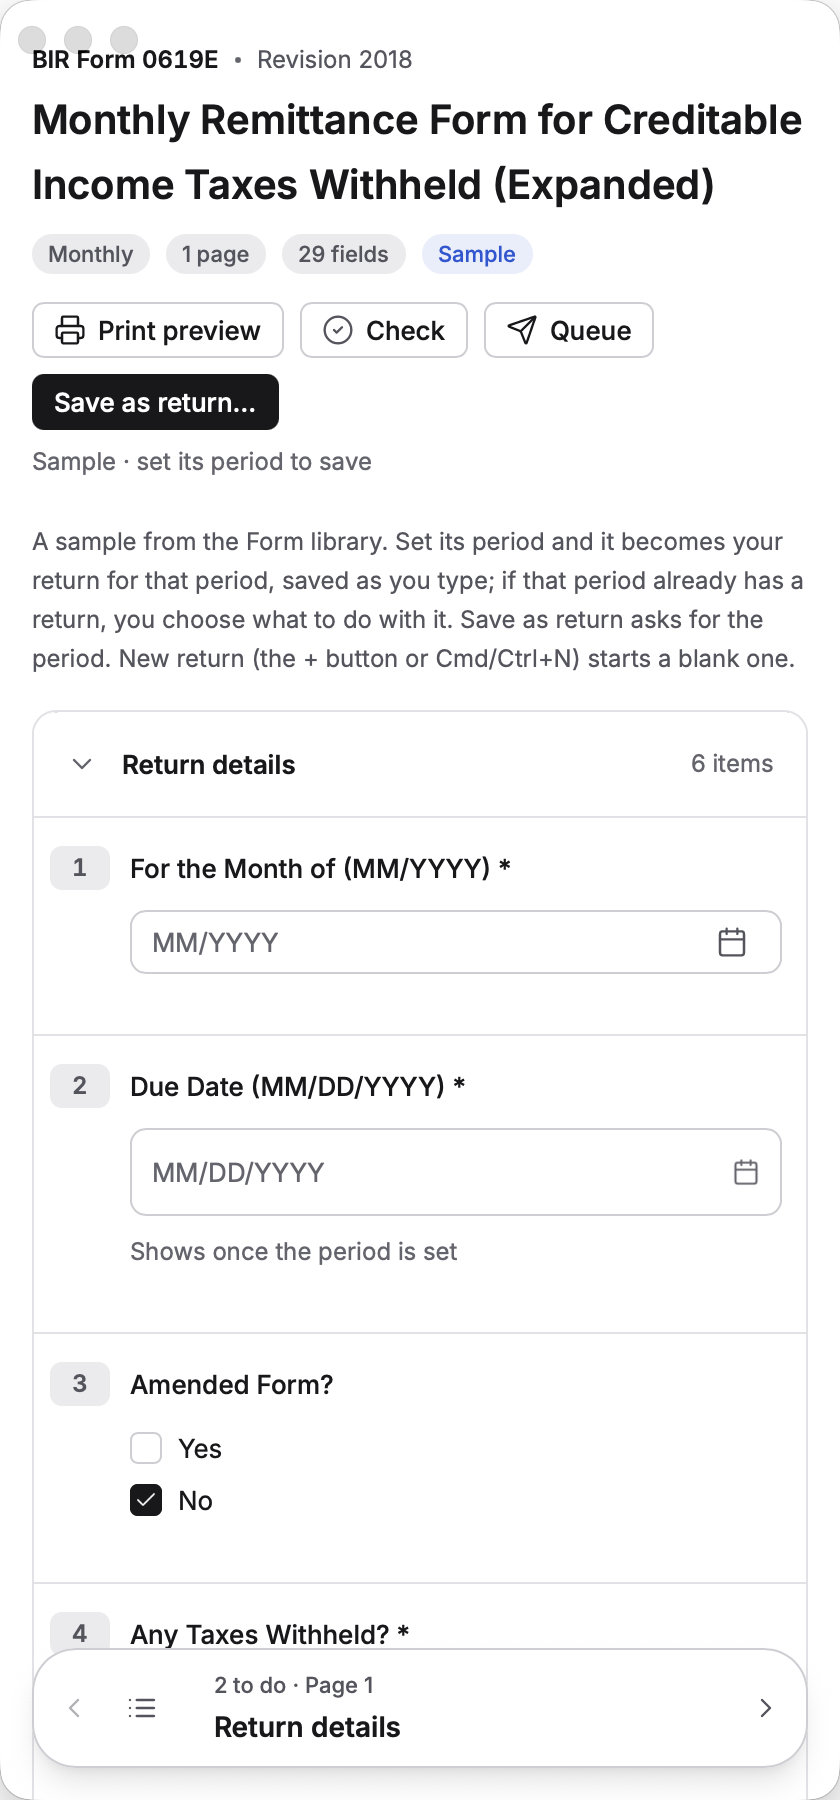 BIR Form 0619E • Revision 2018
Monthly Remittance Form for Creditable
Income Taxes Withheld (Expanded)
Monthly 1 page 29 fields Sample
Print preview Check Queue
Save as return...
Sample · set its period to save
A sample from the Form library. Set its period and it becomes your
return for that period, saved as you type; if that period already has a
return, you choose what to do with it. Save as return asks for the
period. New return (the + button or Cmd/Ctrl+N) starts a blank one.
Return details 6 items
1 For the Month of (MM/YYYY) *
MM/YYYY
2 Due Date (MM/DD/YYYY) *
MM/DD/YYYY
Shows once the period is set
3 Amended Form?
Yes
No
4 Any Taxes Withheld? *
2 to do · Page 1
Return details